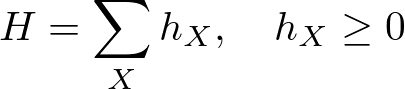 H = \sum_{X} h_X, \quad h_X \geq 0